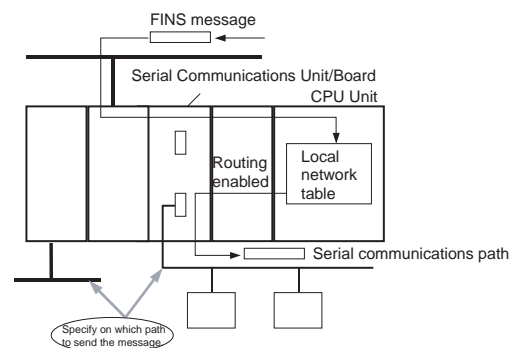 FINS message
Serial Communications Unit/Board
CPU Unit
Routing
enabled
Local
network
table
Serial communications path
Specify on which path
to send the message